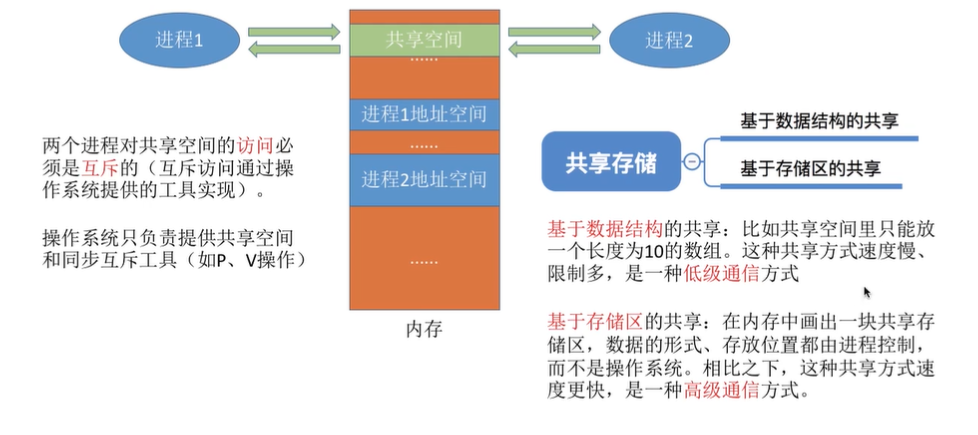 进程1
共享空间
进程2
......
进程1地址空间
......
进程2地址空间
......
内存
两个进程对共享空间的访问必
须是互斥的（互斥访问通过操
作系统提供的工具实现）。
操作系统只负责提供共享空间
和同步互斥工具（如P、V操作）
共享存储
基于数据结构的共享
基于存储区的共享
基于数据结构的共享：比如共享空间里只能放
一个长度为10的数组。这种共享方式速度慢、
限制多，是一种低级通信方式
基于存储区的共享：在内存中画出一块共享存
储区，数据的形式、存放位置都由进程控制，
而不是操作系统。相比之下，这种共享方式速
度更快，是一种高级通信方式。